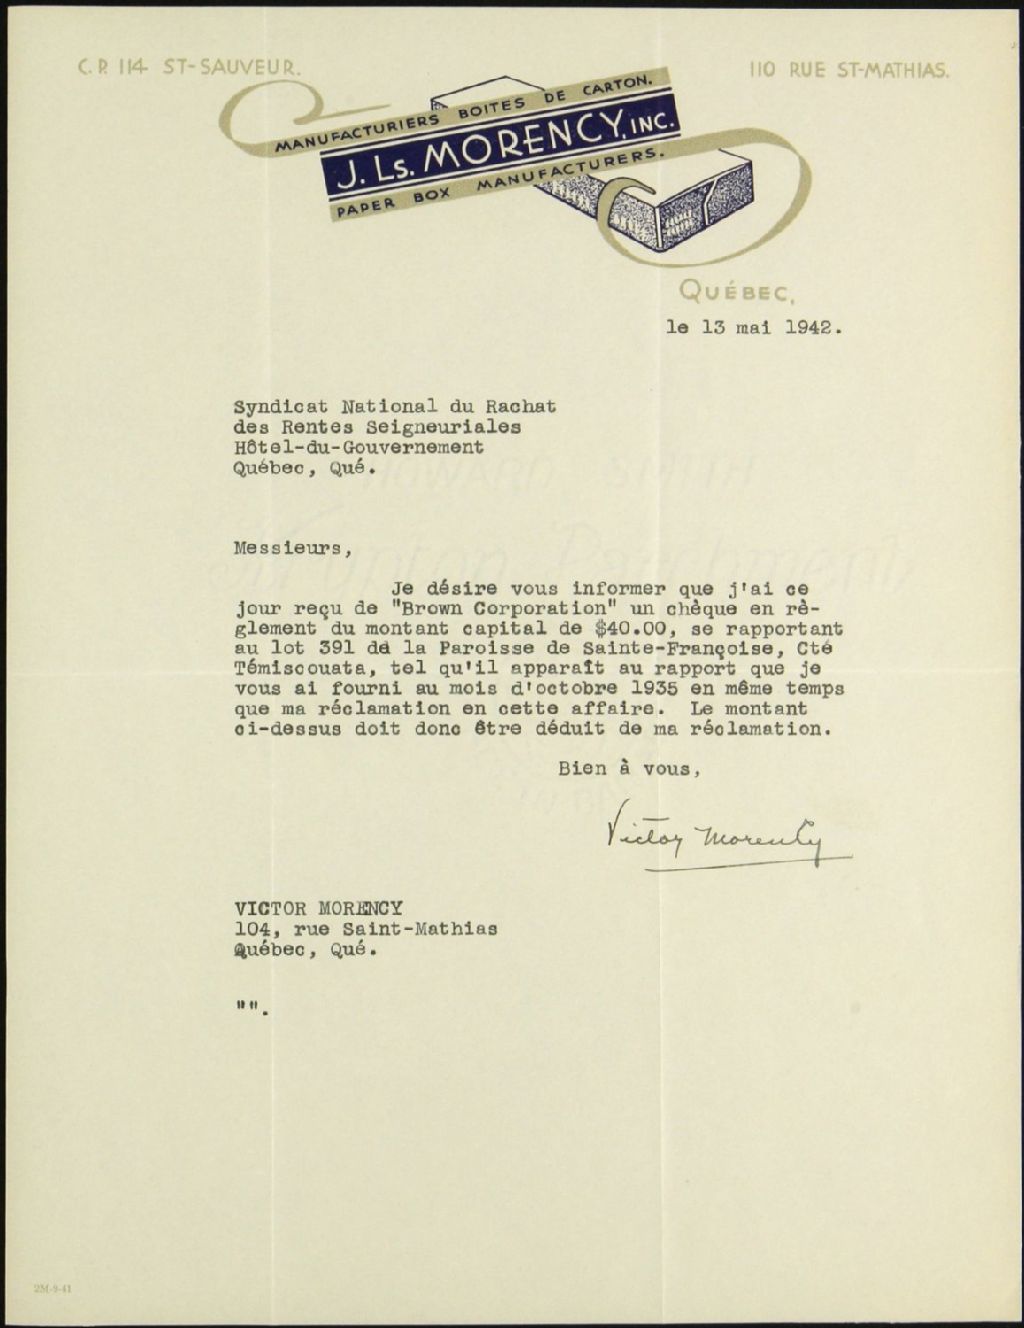 C. P. 114 ST-SAUVEUR.
110 RUE ST-MATHIAS.
MANUFACTURIERS BOITES DE CARTON.
J. Ls. MORENCY, INC.
PAPER BOX MANUFACTURERS.
QUÉBEC,
le 13 mai 1942.
Syndicat National du Rachat
des Rentes Seigneuriales
Hôtel-du-Gouvernement
Québec, Qué.
Messieurs,
Je désire vous informer que j'ai ce
jour reçu de "Brown Corporation" un chèque en rè-
glement du montant capital de $40.00, se rapportant
au lot 391 de la Paroisse de Sainte-Françoise, Cté
Témiscouata, tel qu'il apparaît au rapport que je
vous ai fourni au mois d'octobre 1935 en même temps
que ma réclamation en cette affaire. Le montant
ci-dessus doit donc être déduit de ma réclamation.
Bien à vous,
Victor Morency
VICTOR MORENCY
104, rue Saint-Mathias
Québec, Qué.
"".
2M-9-41